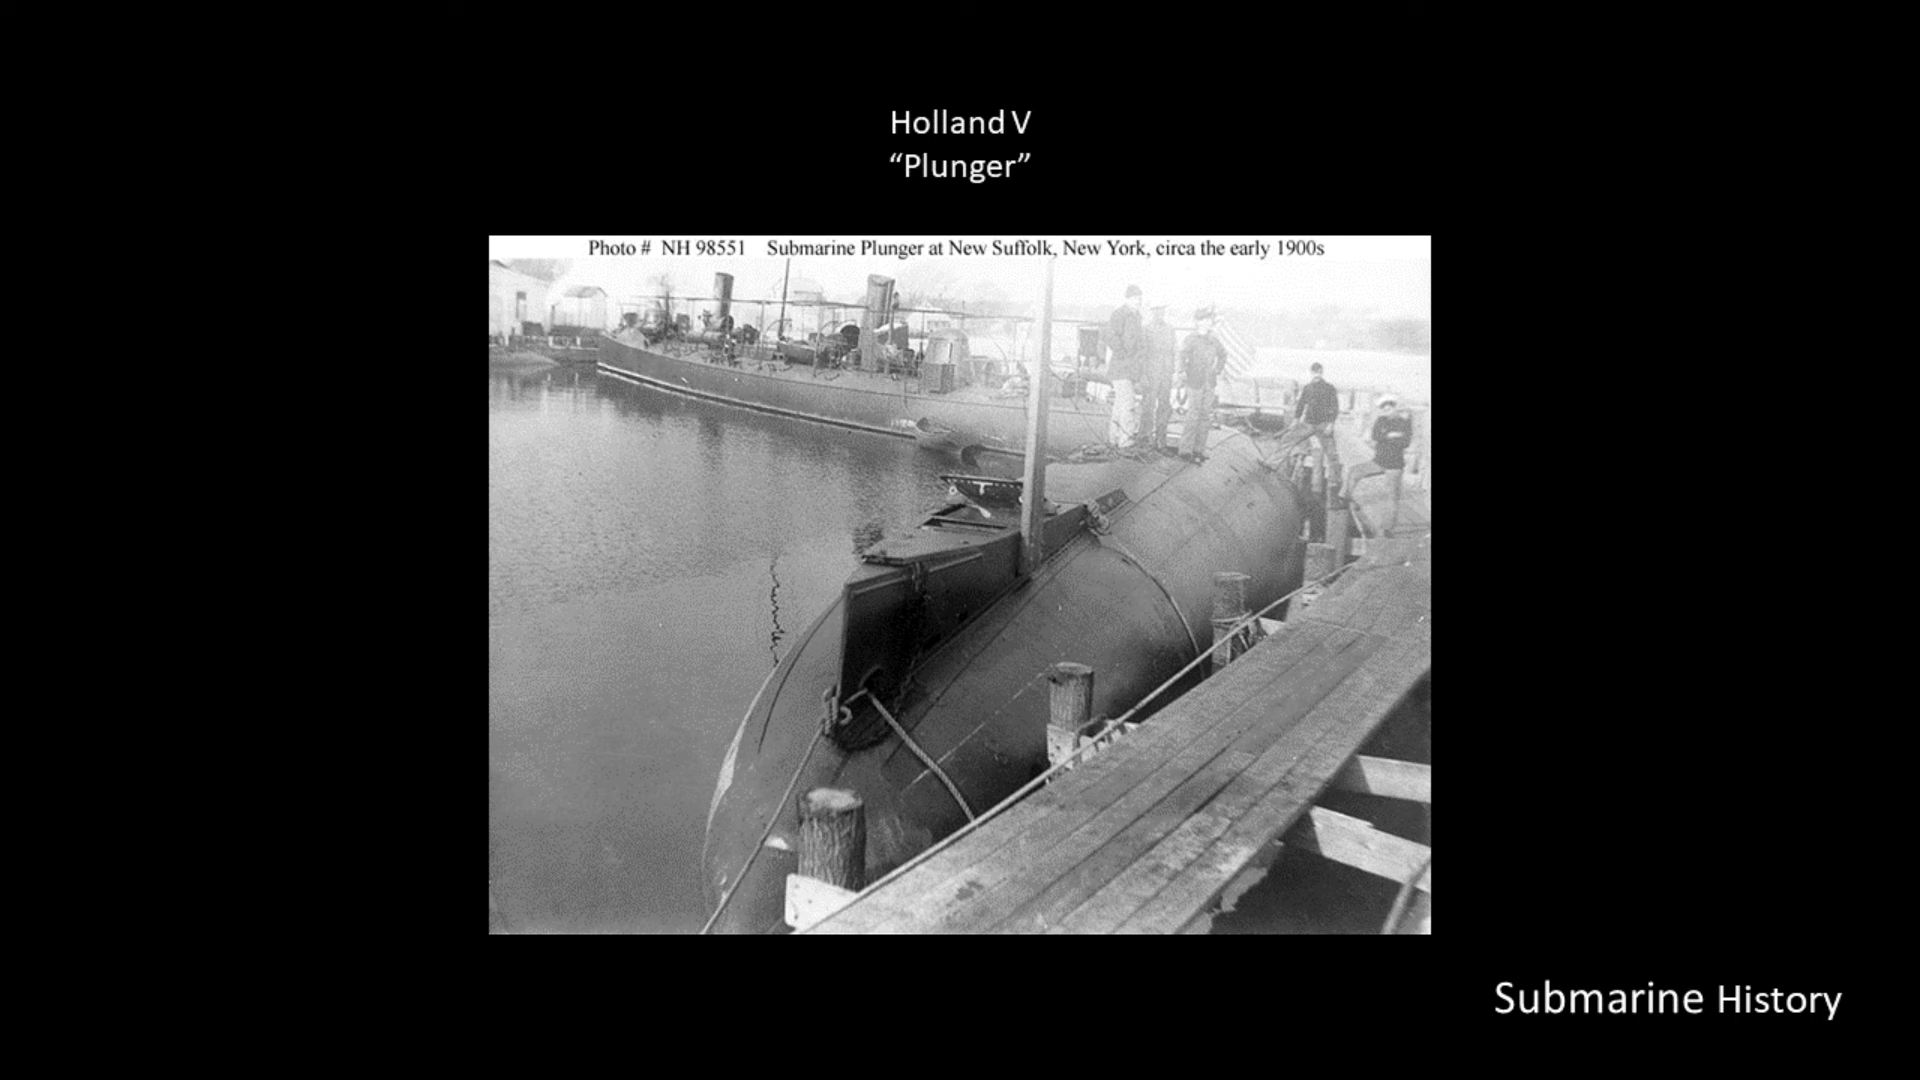 Holland V
“Plunger”
Photo # NH 98551 Submarine Plunger at New Suffolk, New York, circa the early 1900s
Submarine History